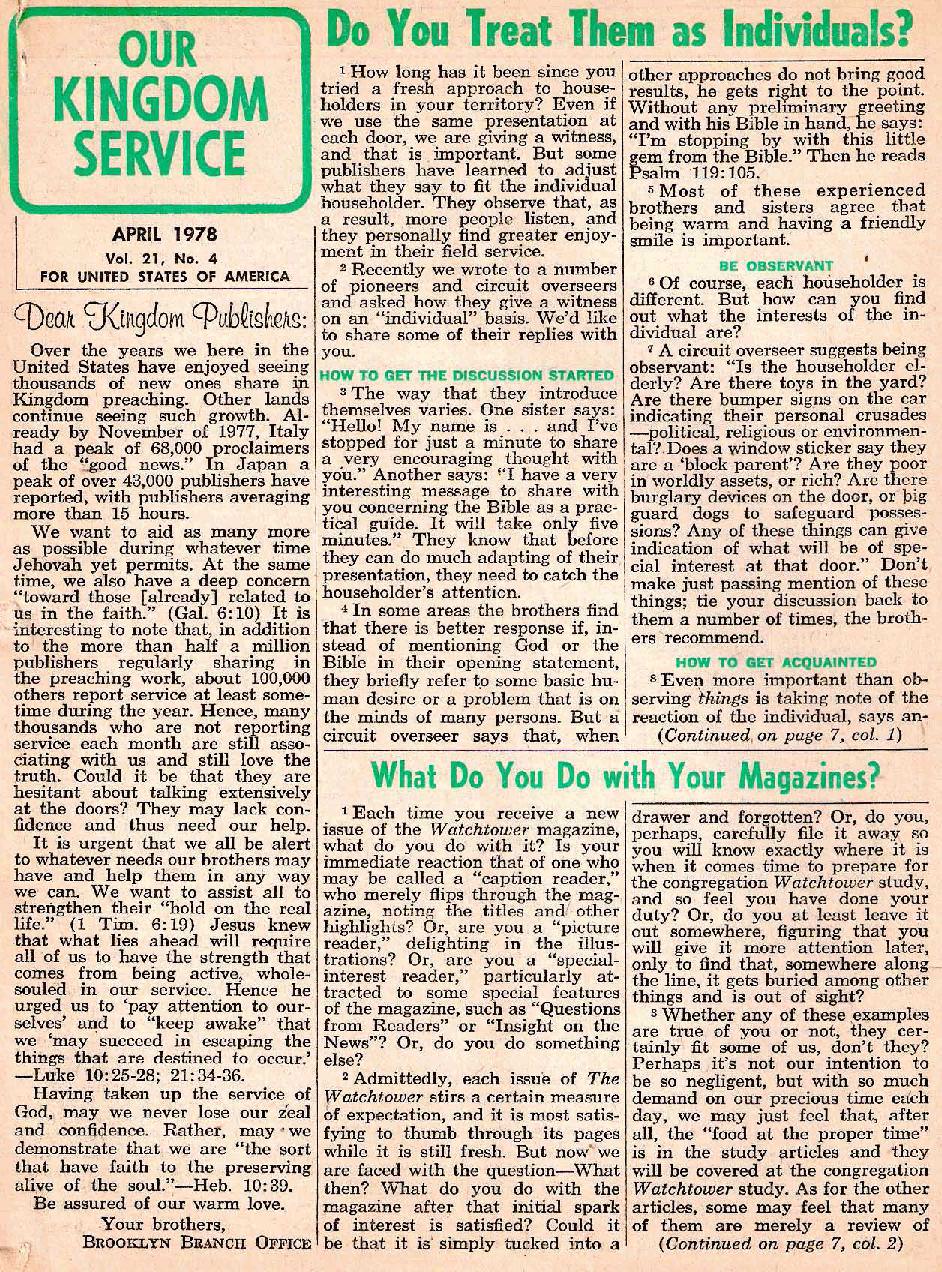 OUR
KINGDOM
SERVICE
APRIL 1978
Vol. 21, No. 4
FOR UNITED STATES OF AMERICA
Dear Kingdom Publishers:
Over the years we here in the
United States have enjoyed seeing
thousands of new ones share in
Kingdom preaching. Other lands
continue seeing such growth. Al-
ready by November of 1977, Italy
had a peak of 68,000 proclaimers
of the "good news." In Japan a
peak of over 43,000 publishers have
reported, with publishers averaging
more than 15 hours.
We want to aid as many more
as possible during whatever time
Jehovah yet permits. At the same
time, we also have a deep concern
"toward those [already] related to
us in the faith." (Gal. 6:10) It is
interesting to note that, in addition
to the more than half a million
publishers regularly sharing in
the preaching work, about 100,000
others report service at least some-
time during the year. Hence, many
thousands who are not reporting
service each month are still asso-
ciating with us and still love the
truth. Could it be that they are
hesitant about talking extensively
at the doors? They may lack con-
fidence and thus need our help.
It is urgent that we all be alert
to whatever needs our brothers may
have and help them in any way
we can. We want to assist all to
strengthen their "hold on the real
life." (1 Tim. 6:19) Jesus knew
that what lies ahead will require
all of us to have the strength that
comes from being active, whole-
souled in our service. Hence he
urged us to 'pay attention to our-
selves' and to "keep awake" that
we 'may succeed in escaping the
things that are destined to occur.'
—Luke 10:25-28; 21:34-36.
Having taken up the service of
God, may we never lose our zeal
and confidence. Rather, may we
demonstrate that we are "the sort
that have faith to the preserving
alive of the soul."—Heb. 10:39.
Be assured of our warm love.
Your brothers,
BROOKLYN BRANCH OFFICE
Do You Treat Them as Individuals?
1 How long has it been since you
tried a fresh approach to house-
holders in your territory? Even if
we use the same presentation at
each door, we are giving a witness,
and that is important. But some
publishers have learned to adjust
what they say to fit the individual
householder. They observe that, as
a result, more people listen, and
they personally find greater enjoy-
ment in their field service.
2 Recently we wrote to a number
of pioneers and circuit overseers
and asked how they give a witness
on an "individual" basis. We'd like
to share some of their replies with
you.
HOW TO GET THE DISCUSSION STARTED
3 The way that they introduce
themselves varies. One sister says:
"Hello! My name is . . . and I've
stopped for just a minute to share
a very encouraging thought with
you." Another says: "I have a very
interesting message to share with
you concerning the Bible as a prac-
tical guide. It will take only five
minutes." They know that before
they can do much adapting of their
presentation, they need to catch the
householder's attention.
4 In some areas the brothers find
that there is better response if, in-
stead of mentioning God or the
Bible in their opening statement,
they briefly refer to some basic hu-
man desire or a problem that is on
the minds of many persons. But a
circuit overseer says that, when
other approaches do not bring good
results, he gets right to the point.
Without any preliminary greeting
and with his Bible in hand, he says:
"I'm stopping by with this little
gem from the Bible." Then he reads
Psalm 119:105.
5 Most of these experienced
brothers and sisters agree that
being warm and having a friendly
smile is important.
BE OBSERVANT
6 Of course, each householder is
different. But how can you find
out what the interests of the in-
dividual are?
7 A circuit overseer suggests being
observant: "Is the householder el-
derly? Are there toys in the yard?
Are there bumper signs on the car
indicating their personal crusades
—political, religious or environmen-
tal? Does a window sticker say they
are a 'block parent'? Are they poor
in worldly assets, or rich? Are there
burglary devices on the door, or big
guard dogs to safeguard posses-
sions? Any of these things can give
indication of what will be of spe-
cial interest at that door." Don't
make just passing mention of these
things; tie your discussion back to
them a number of times, the broth-
ers recommend.
HOW TO GET ACQUAINTED
8 Even more important than ob-
serving things is taking note of the
reaction of the individual, says an-
(Continued on page 7, col. 1)
What Do You Do with Your Magazines?
1 Each time you receive a new
issue of the Watchtower magazine,
what do you do with it? Is your
immediate reaction that of one who
may be called a "caption reader,"
who merely flips through the mag-
azine, noting the titles and other
highlights? Or, are you a "picture
reader," delighting in the illus-
trations? Or, are you a "special-
interest reader," particularly at-
tracted to some special features
of the magazine, such as "Questions
from Readers" or "Insight on the
News"? Or, do you do something
else?
2 Admittedly, each issue of The
Watchtower stirs a certain measure
of expectation, and it is most satis-
fying to thumb through its pages
while it is still fresh. But now we
are faced with the question—What
then? What do you do with the
magazine after that initial spark
of interest is satisfied? Could it
be that it is simply tucked into a
drawer and forgotten? Or, do you,
perhaps, carefully file it away so
you will know exactly where it is
when it comes time to prepare for
the congregation Watchtower study,
and so feel you have done your
duty? Or, do you at least leave it
out somewhere, figuring that you
will give it more attention later,
only to find that, somewhere along
the line, it gets buried among other
things and is out of sight?
3 Whether any of these examples
are true of you or not, they cer-
tainly fit some of us, don't they?
Perhaps it's not our intention to
be so negligent, but with so much
demand on our precious time each
day, we may just feel that, after
all, the "food at the proper time"
is in the study articles and they
will be covered at the congregation
Watchtower study. As for the other
articles, some may feel that many
of them are merely a review of
(Continued on page 7, col. 2)